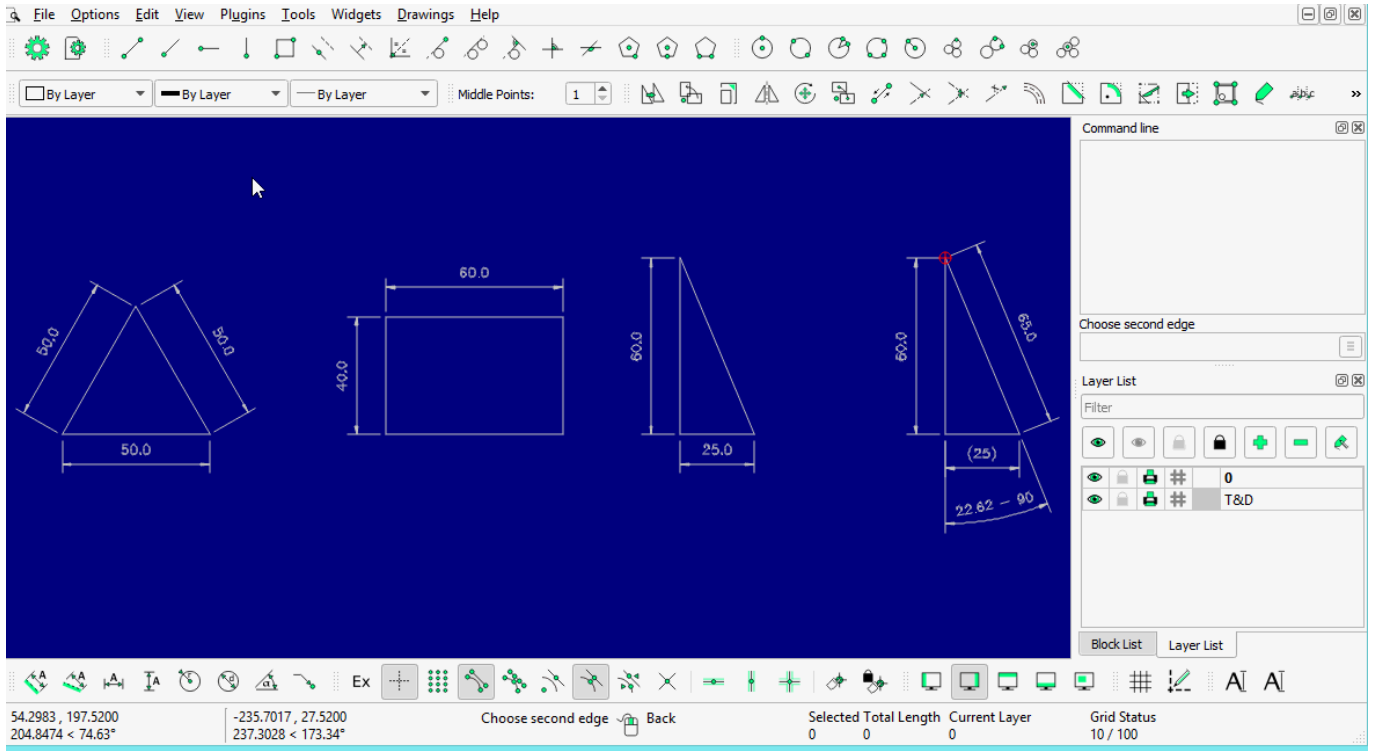 File Options Edit View Plugins Tools Widgets Drawings Help
By Layer By Layer By Layer Middle Points: 1 »
Command line
Choose second edge
Layer List
Filter
0
T&D
Block List Layer List
50.0 50.0
50.0
60.0
40.0
60.0
25.0
60.0 65.0
(25)
22.62 - 90
Ex
54.2983 , 197.5200 -235.7017 , 27.5200 Choose second edge Back Selected Total Length Current Layer Grid Status
204.8474 < 74.63° 237.3028 < 173.34° 0 0 0 10 / 100